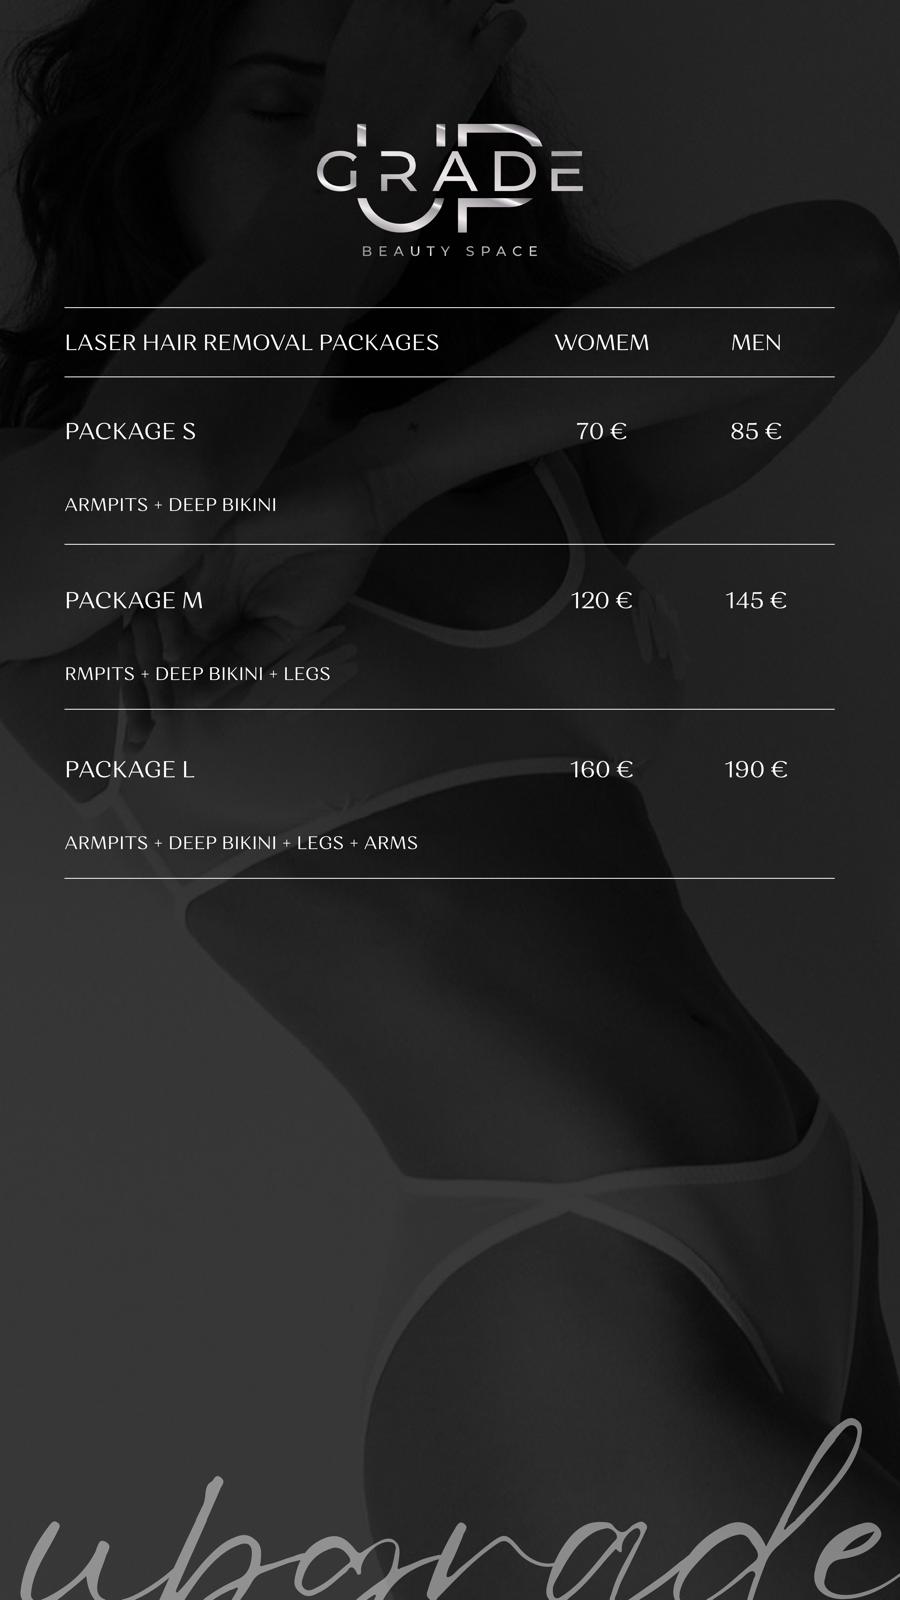 UP
GRADE
BEAUTY SPACE
LASER HAIR REMOVAL PACKAGES WOMEM MEN
PACKAGE S 70 € 85 €
ARMPITS + DEEP BIKINI
PACKAGE M 120 € 145 €
RMPITS + DEEP BIKINI + LEGS
PACKAGE L 160 € 190 €
ARMPITS + DEEP BIKINI + LEGS + ARMS
upgrade